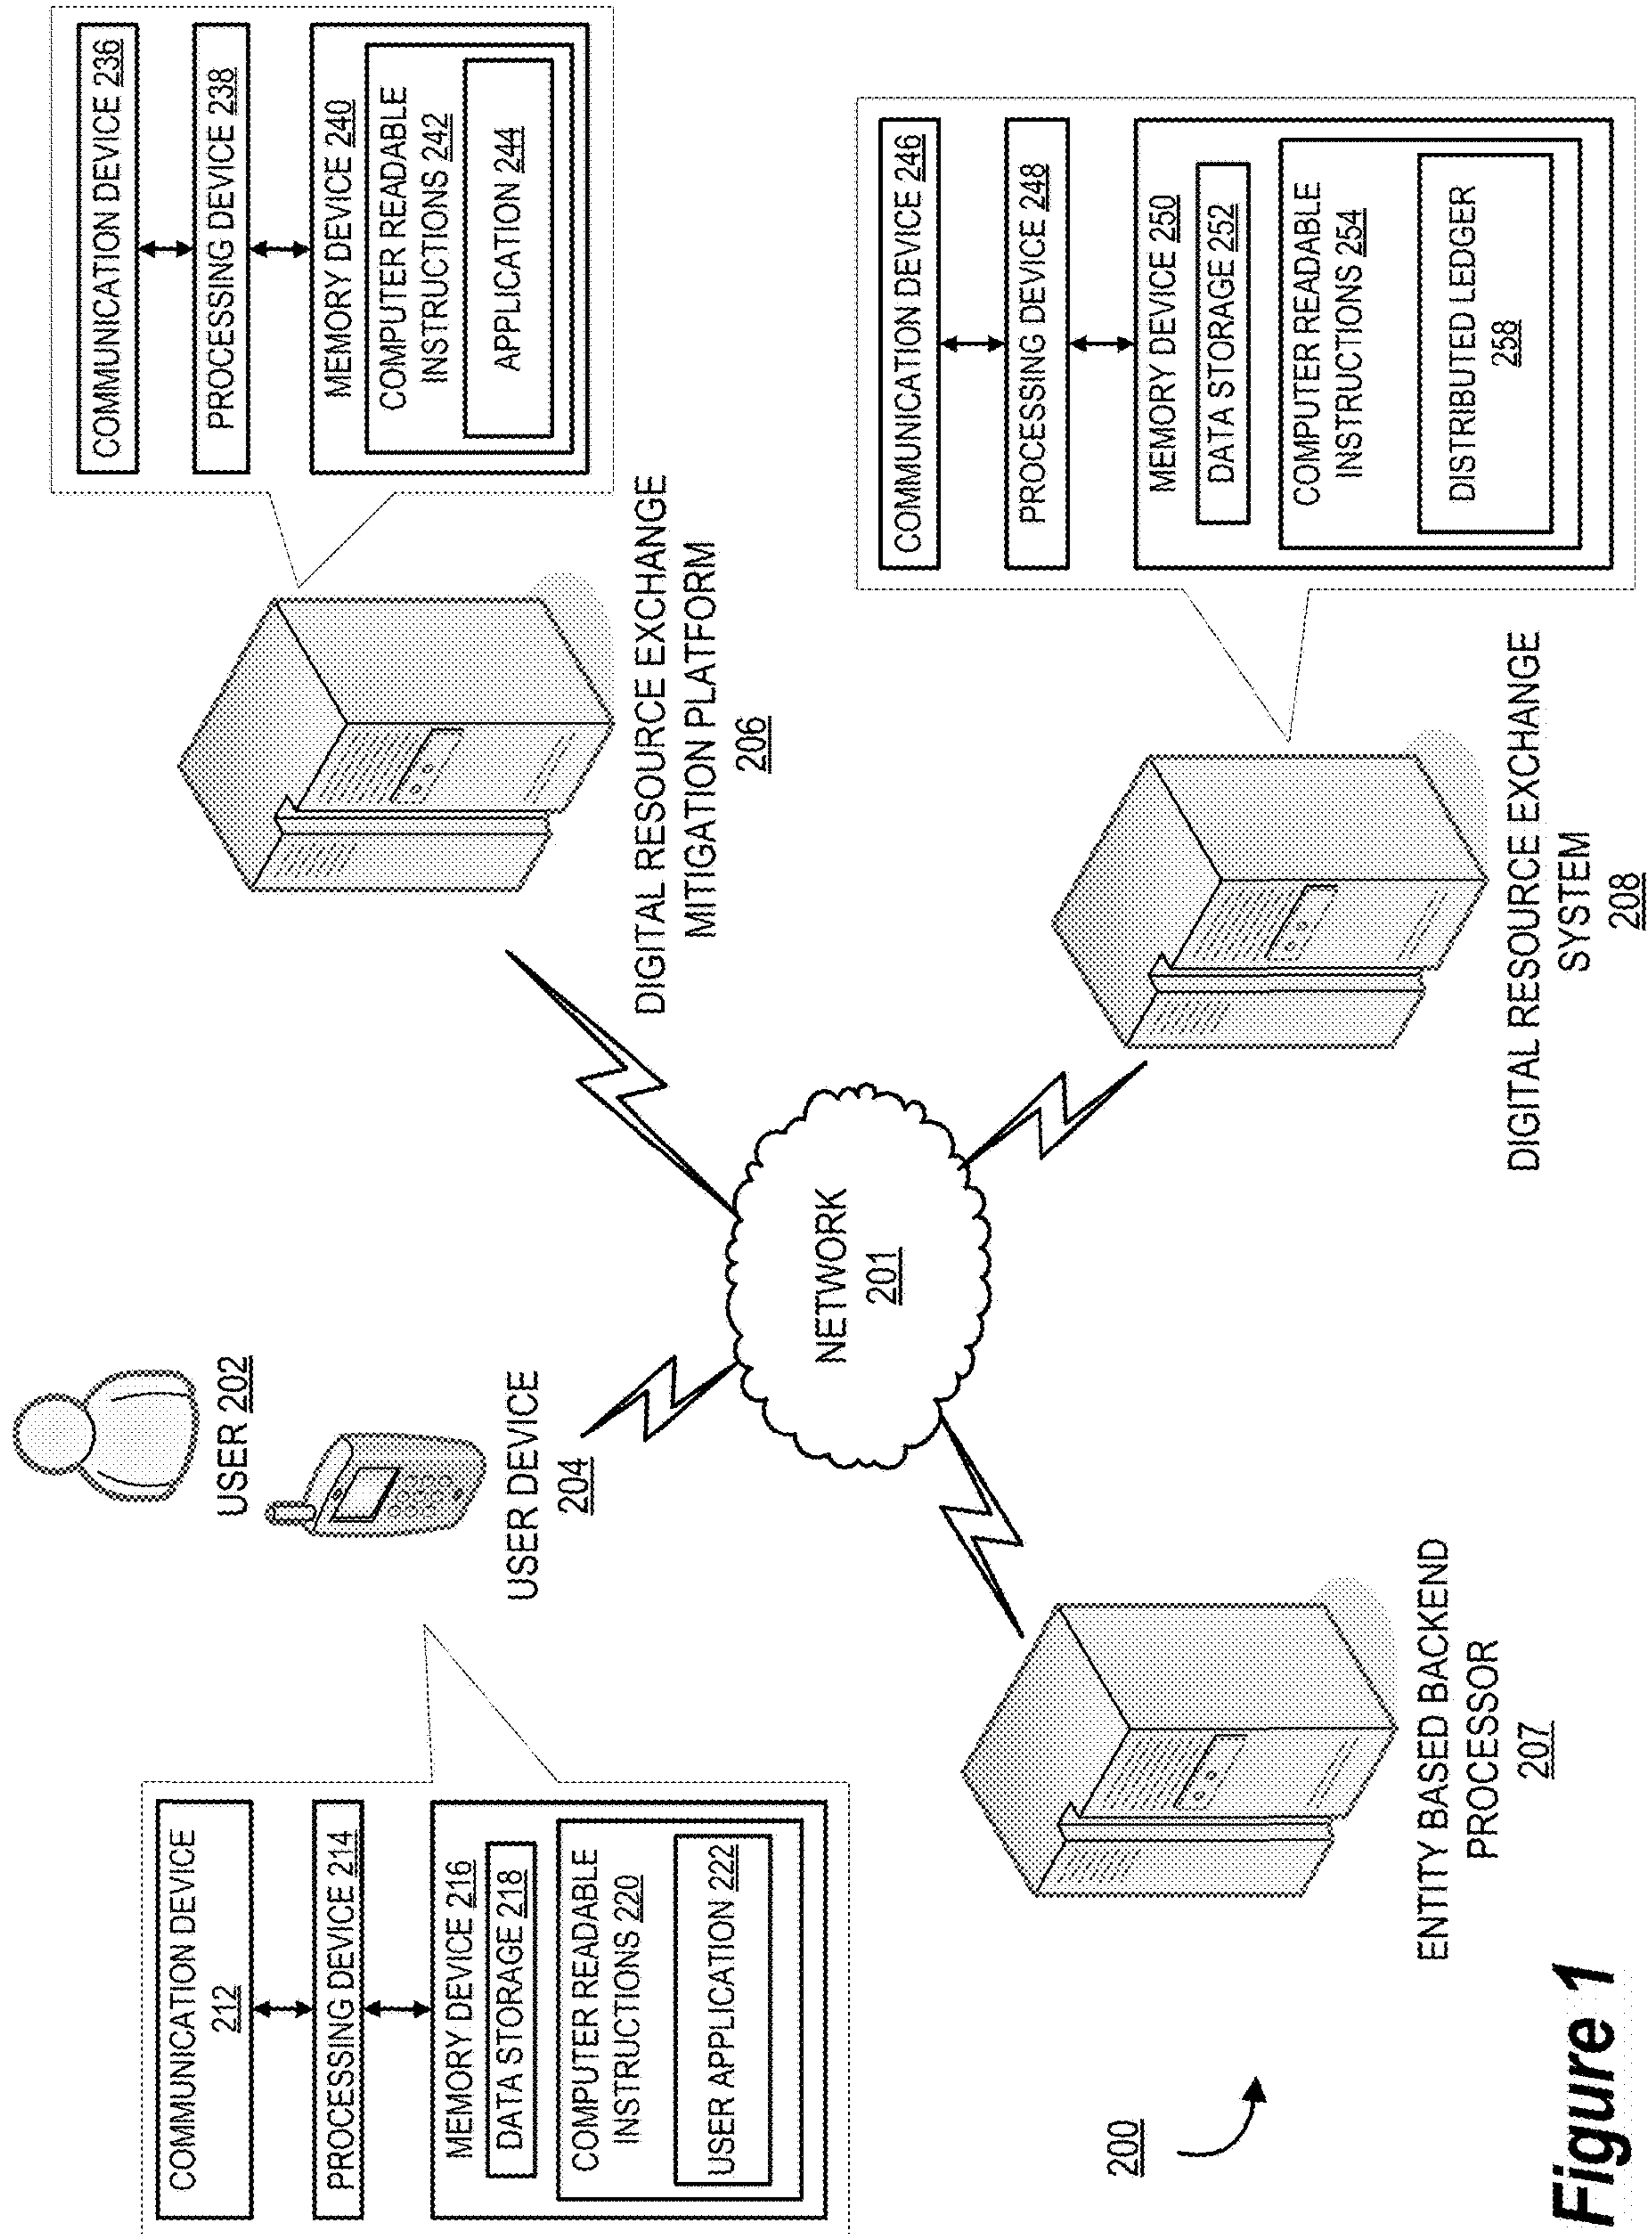 COMMUNICATION DEVICE
212
PROCESSING DEVICE 214
MEMORY DEVICE 216
DATA STORAGE 218
COMPUTER READABLE
INSTRUCTIONS 220
USER APPLICATION 222
USER 202
USER DEVICE
204
COMMUNICATION DEVICE 236
PROCESSING DEVICE 238
MEMORY DEVICE 240
COMPUTER READABLE
INSTRUCTIONS 242
APPLICATION 244
DIGITAL RESOURCE EXCHANGE
MITIGATION PLATFORM
206
NETWORK
201
COMMUNICATION DEVICE 246
PROCESSING DEVICE 248
MEMORY DEVICE 250
DATA STORAGE 252
COMPUTER READABLE
INSTRUCTIONS 254
DISTRIBUTED LEDGER
258
200
ENTITY BASED BACKEND
PROCESSOR
207
DIGITAL RESOURCE EXCHANGE
SYSTEM
208
Figure 1